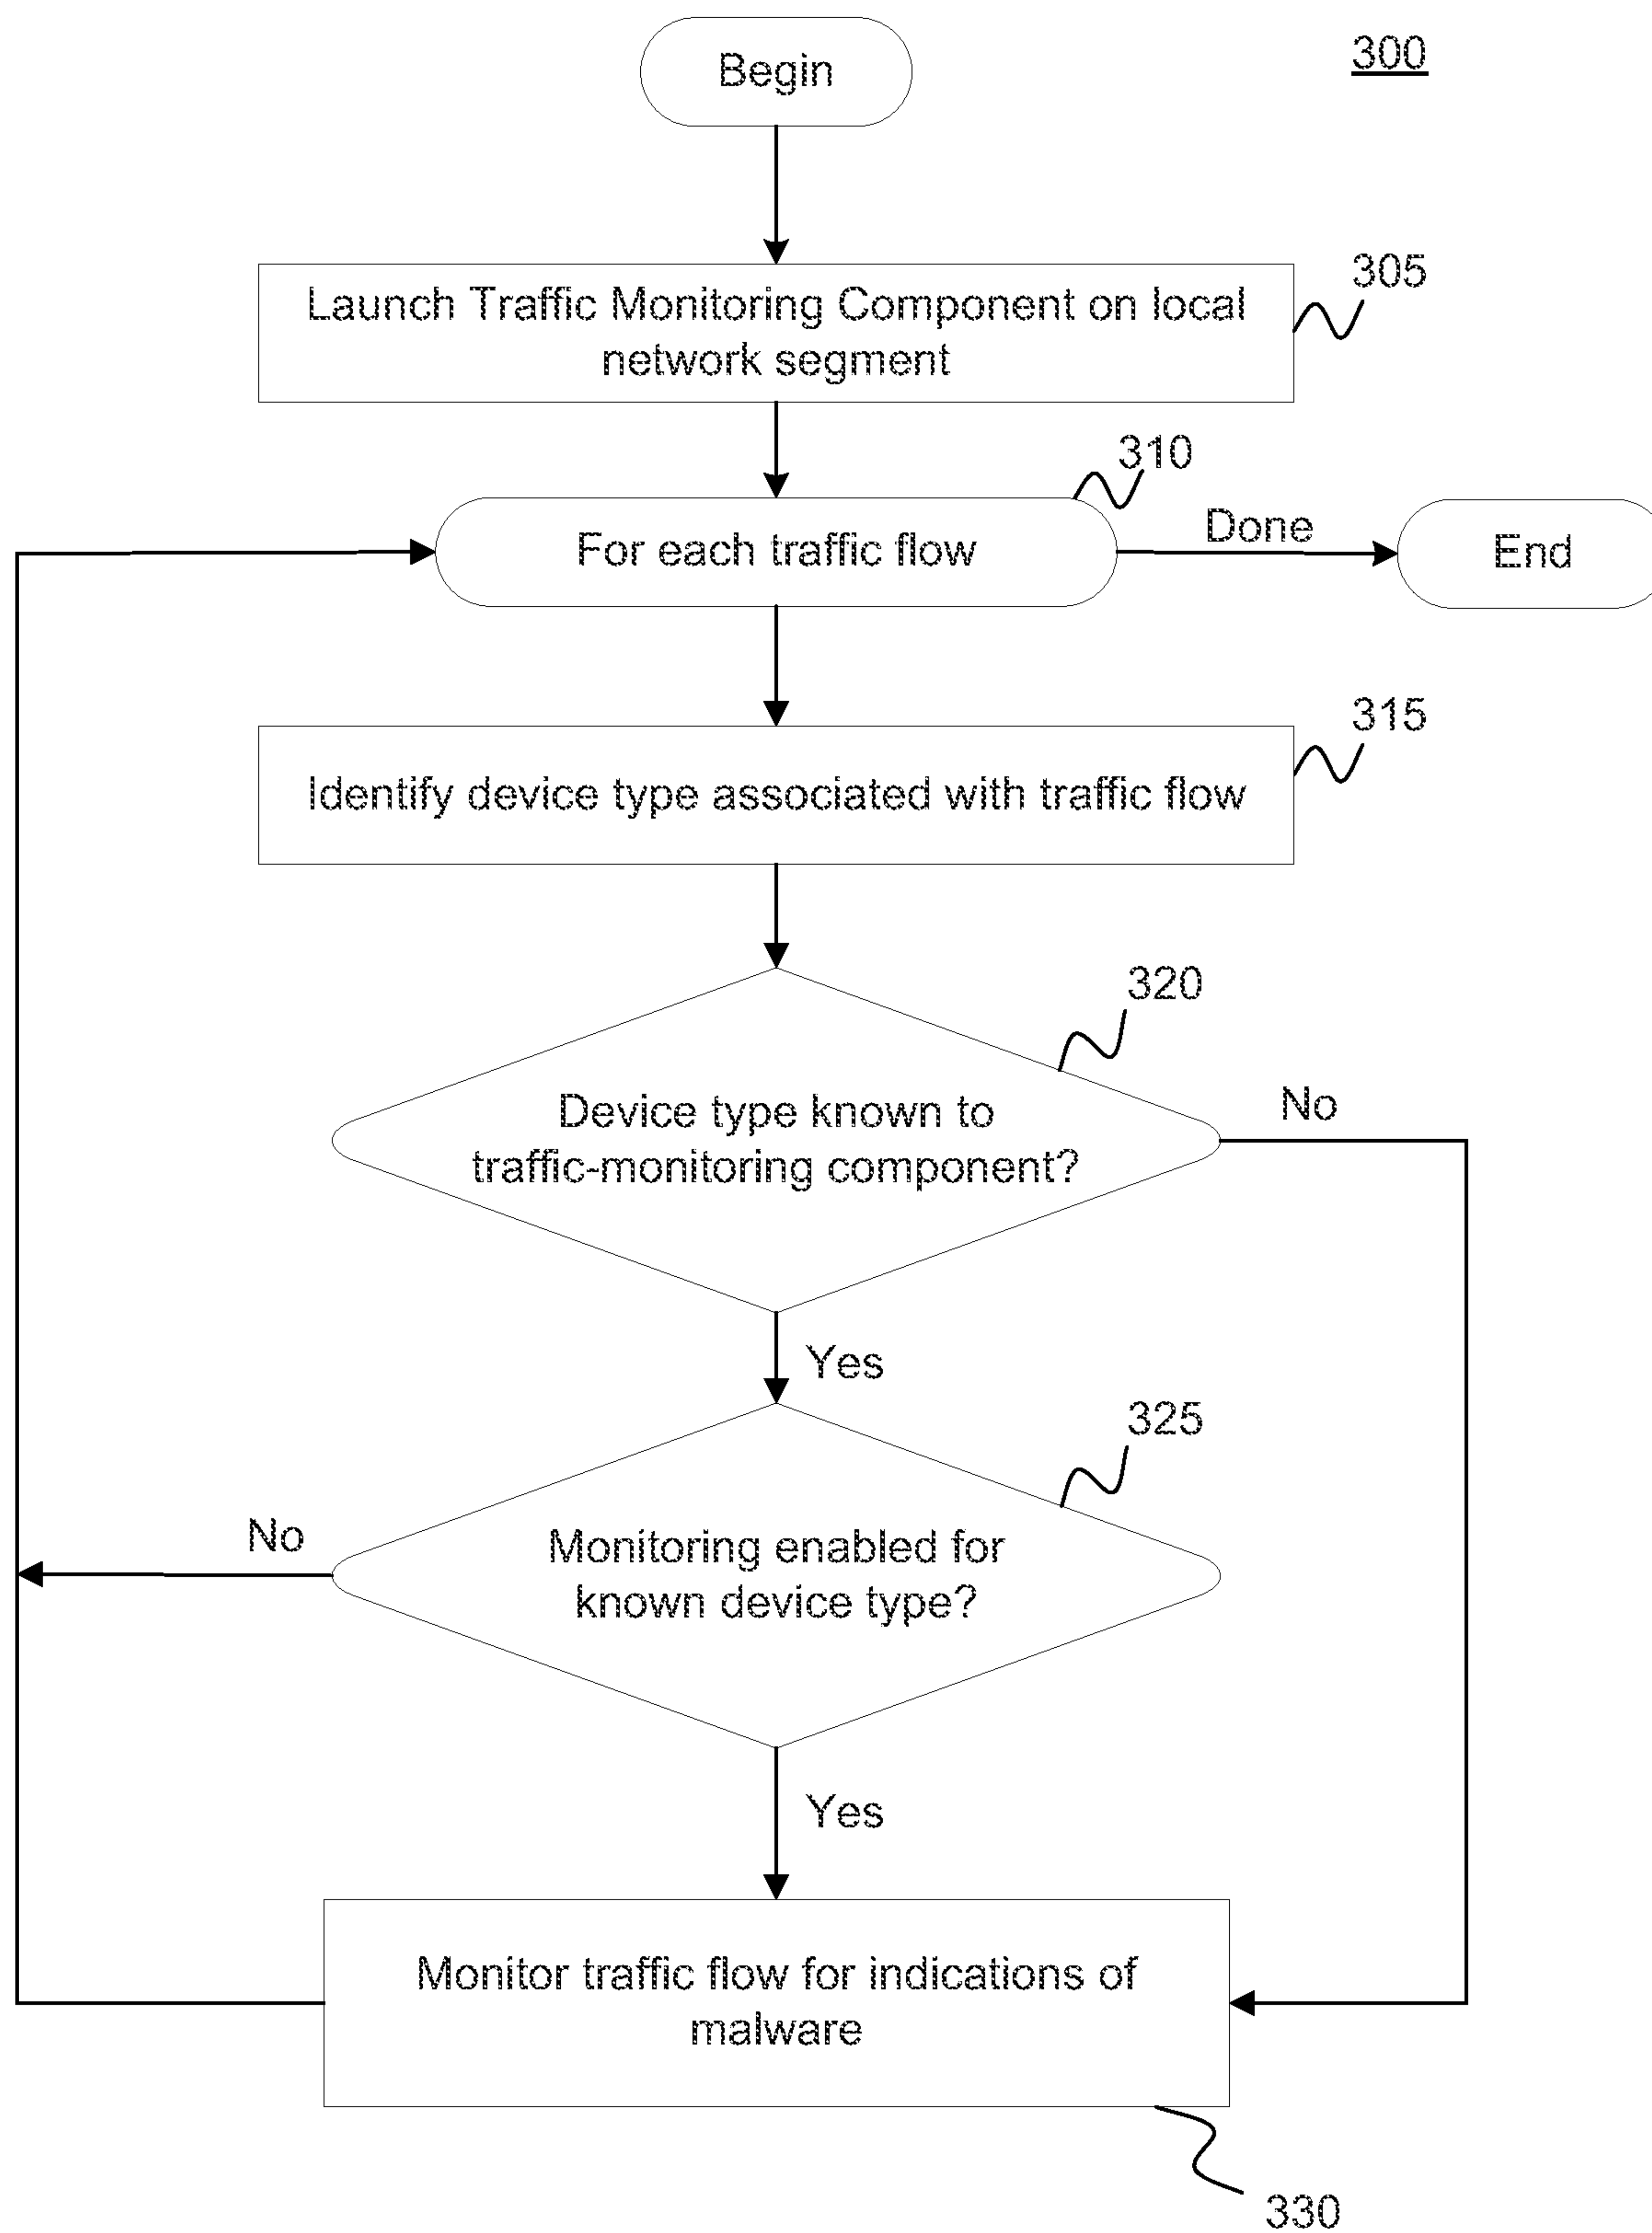 Begin
300
Launch Traffic Monitoring Component on local
network segment
305
310
For each traffic flow
Done
End
Identify device type associated with traffic flow
315
320
Device type known to
traffic-monitoring component?
No
Yes
325
Monitoring enabled for
known device type?
No
Yes
Monitor traffic flow for indications of
malware
330